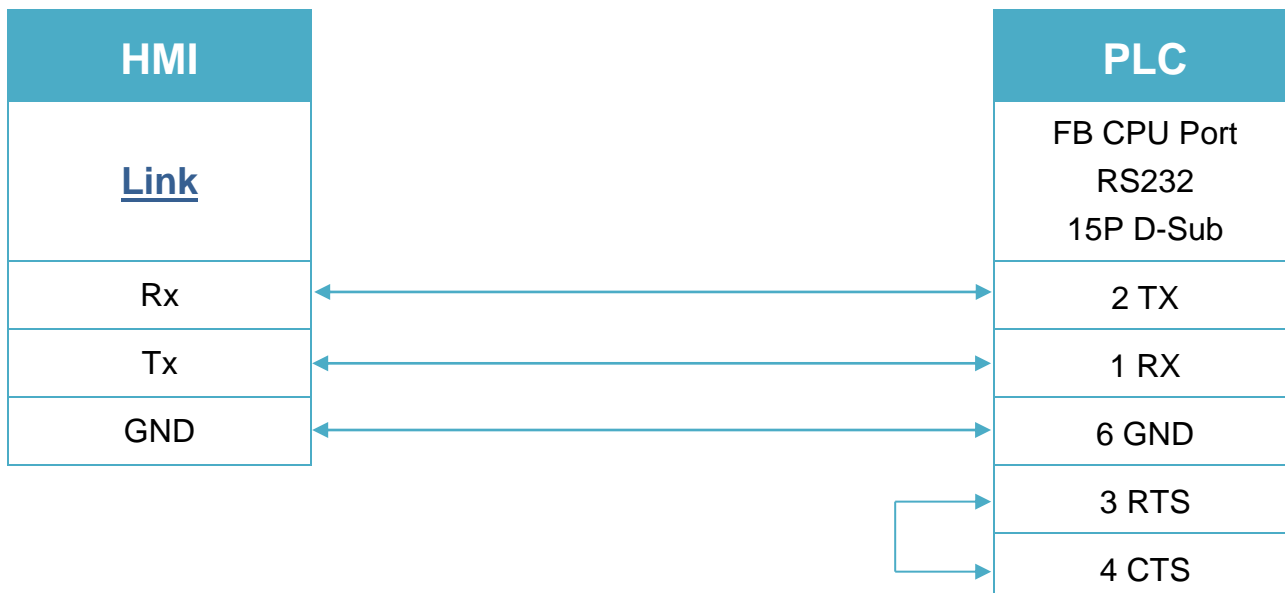 HMI
PLC
Link
FB CPU Port
RS232
15P D-Sub
Rx
2 TX
Tx
1 RX
GND
6 GND
3 RTS
4 CTS